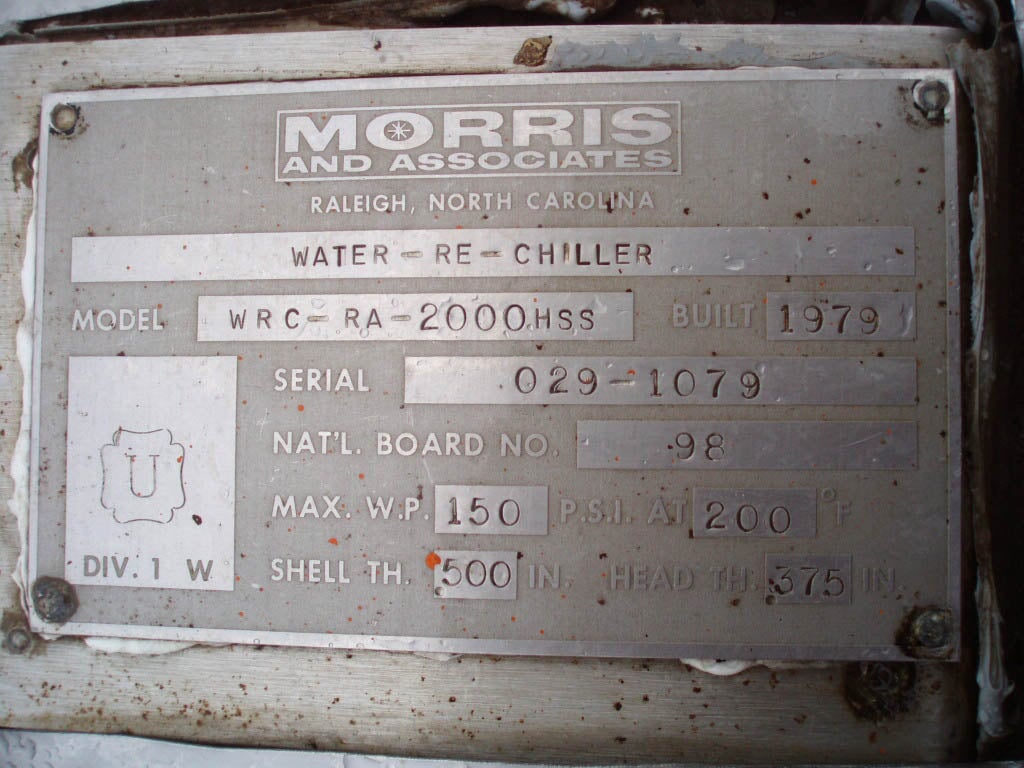 MORRIS
AND ASSOCIATES
RALEIGH, NORTH CAROLINA
WATER-RE-CHILLER
MODEL WRC-RA-2000HSS BUILT 1979
SERIAL 029-1079
NAT'L. BOARD NO. 98
MAX. W.P. 150 P.S.I. AT 200 °F
U
DIV. 1 W
SHELL TH. .500 IN. HEAD TH. .375 IN.